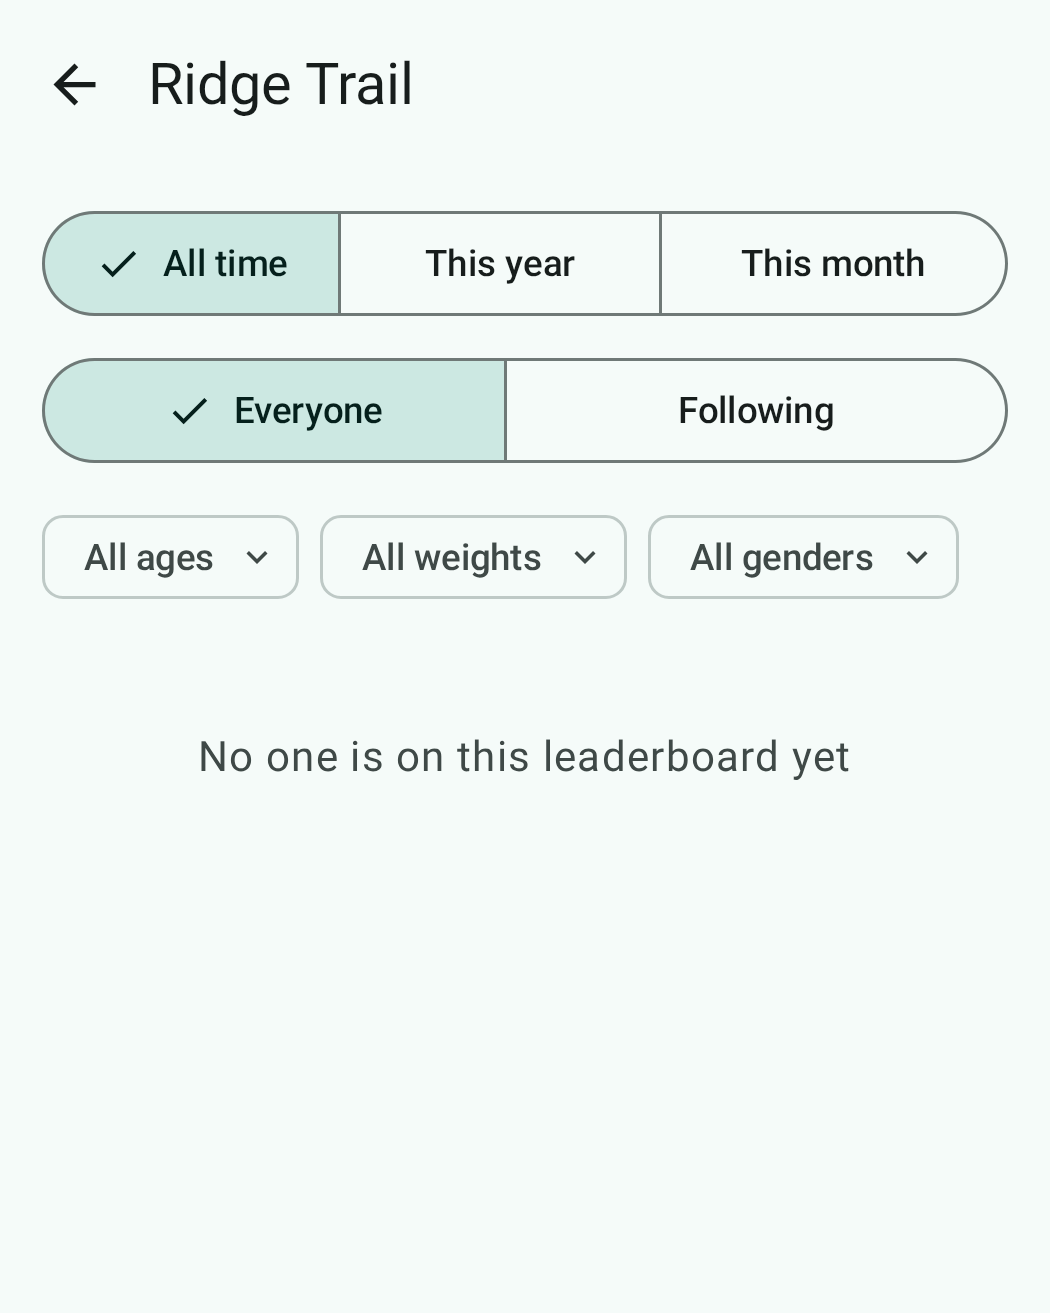 Ridge Trail
All time This year This month
Everyone Following
All ages All weights All genders
No one is on this leaderboard yet